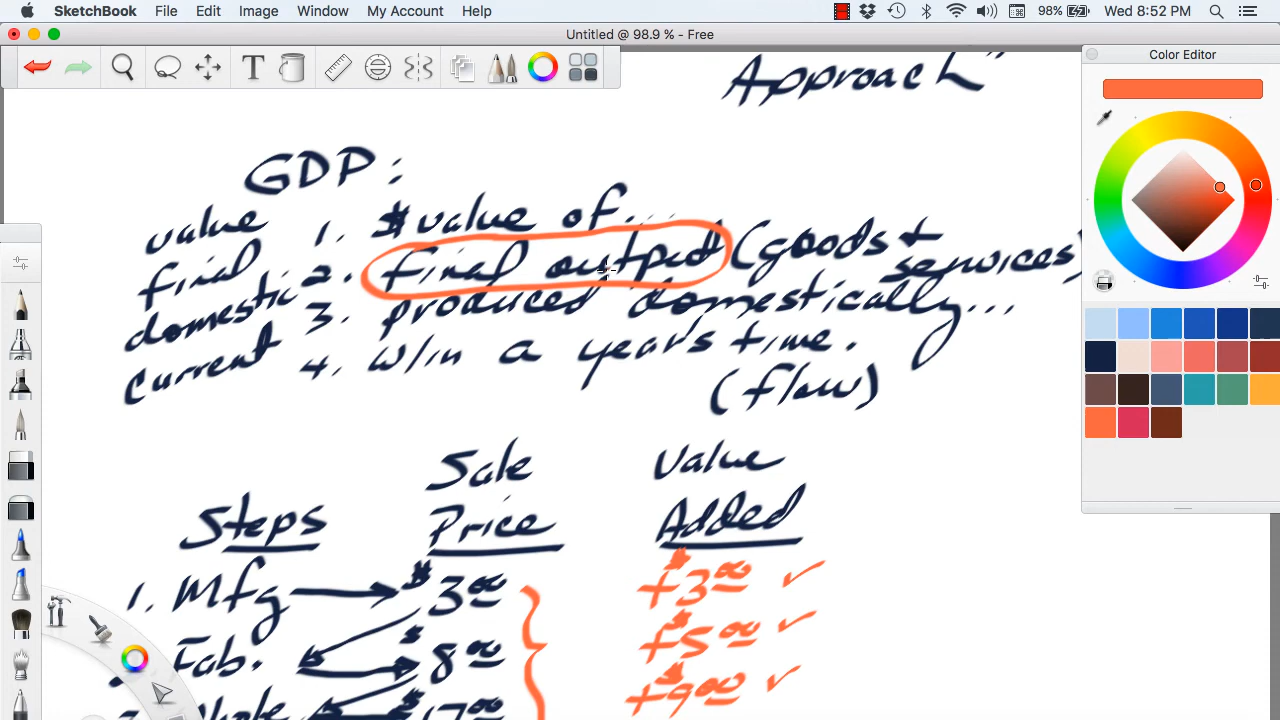 SketchBook File Edit Image Window My Account Help 98% Wed 8:52 PM
Untitled @ 98.9 % - Free
Color Editor
Approach"
GDP:
value 1. $ value of...
final 2. final output (goods + services)
domestic 3. produced domestically...
current 4. w/in a year's time.
(flow)
Steps Sale Price Value Added
1. Mfg $3.00 +$3.00 ✓
Fab. $8.00 +$5.00 ✓
Whole $17.00 +$9.00 ✓